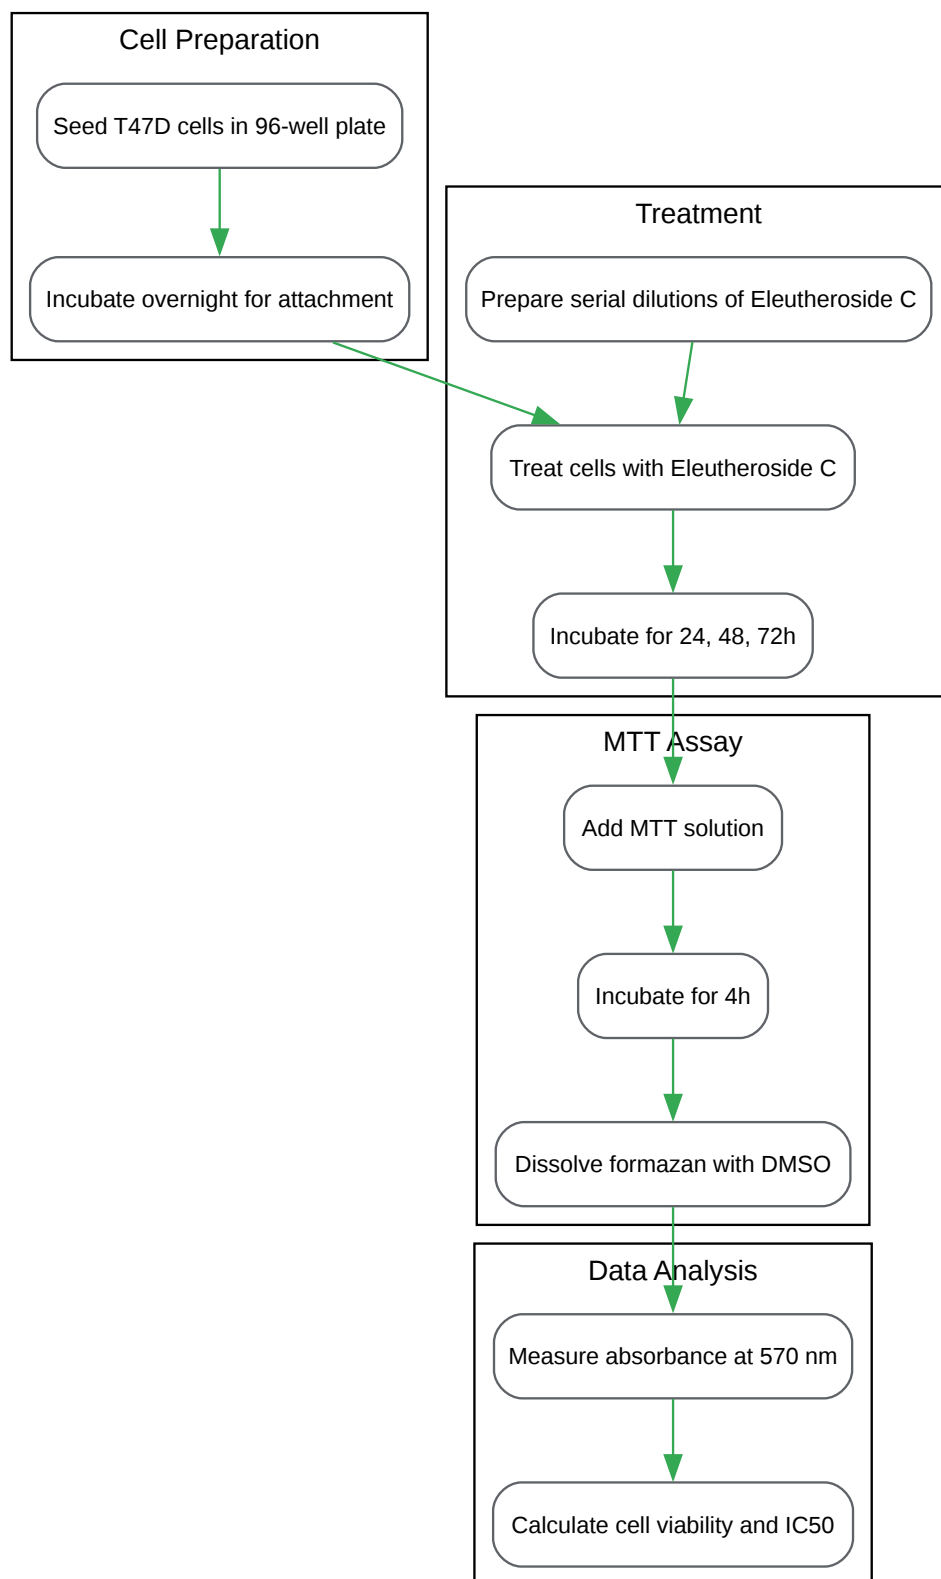 Cell Preparation
Seed T47D cells in 96-well plate
Incubate overnight for attachment
Treatment
Prepare serial dilutions of Eleutheroside C
Treat cells with Eleutheroside C
Incubate for 24, 48, 72h
MTT Assay
Add MTT solution
Incubate for 4h
Dissolve formazan with DMSO
Data Analysis
Measure absorbance at 570 nm
Calculate cell viability and IC50